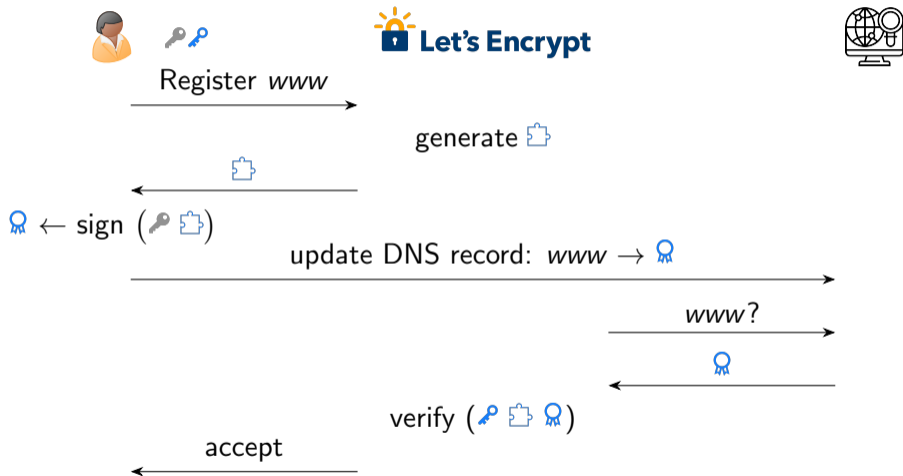 Let's Encrypt
Register www
generate
← sign ( )
update DNS record: www →
www?
verify ( )
accept